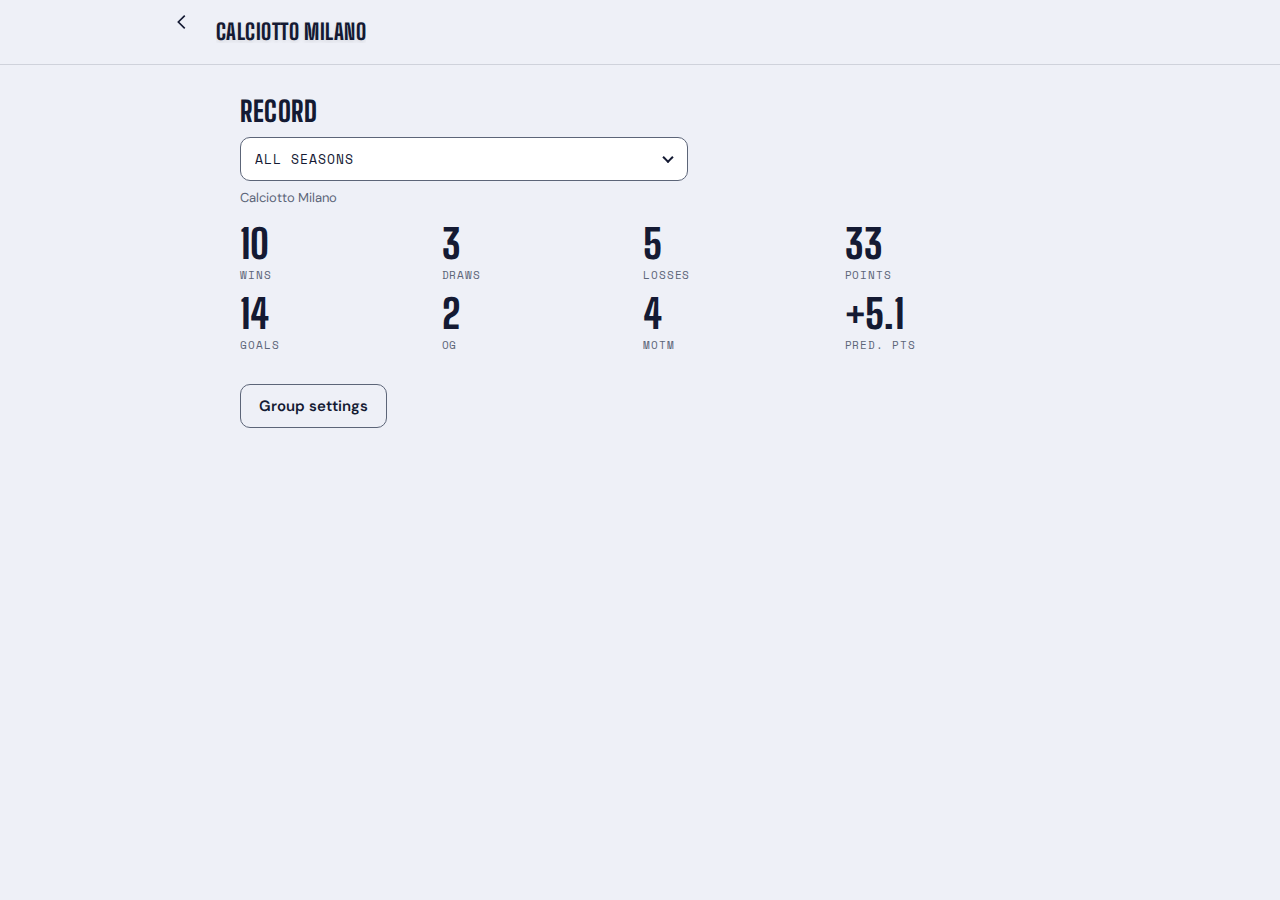 CALCIOTTO MILANO
RECORD
ALL SEASONS
Calciotto Milano
10 3 5 33
WINS DRAWS LOSSES POINTS
14 2 4 +5.1
GOALS OG MOTM PRED. PTS
Group settings